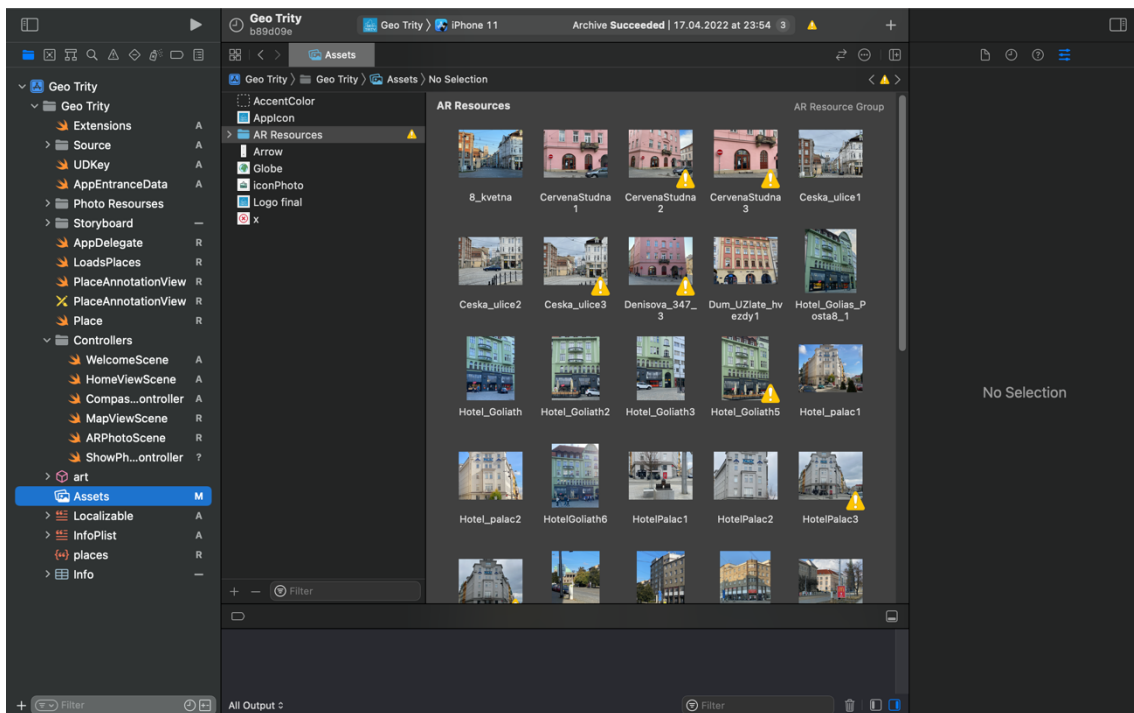 Geo Trity
b89d09e
Geo Trity
iPhone 11
Archive Succeeded | 17.04.2022 at 23:54
3
Assets
Geo Trity
Geo Trity
Assets
No Selection
Geo Trity
Geo Trity
Extensions A
Source A
UDKey A
AppEntranceData A
Photo Resourses
Storyboard —
AppDelegate R
LoadsPlaces R
PlaceAnnotationView R
PlaceAnnotationView R
Place R
Controllers
WelcomeScene A
HomeViewScene A
Compas...ontroller A
MapViewScene R
ARPhotoScene R
ShowPh...ontroller ?
art
Assets M
Localizable A
InfoPlist A
places R
Info —
Filter
AccentColor
AppIcon
AR Resources
Arrow
Globe
iconPhoto
Logo final
x
Filter
AR Resources
AR Resource Group
8_kvetna
CervenaStudna
1
CervenaStudna
2
CervenaStudna
3
Ceska_ulice1
Ceska_ulice2
Ceska_ulice3
Denisova_347_
3
Dum_UZlate_hv
ezdy1
Hotel_Golias_P
osta8_1
Hotel_Goliath
Hotel_Goliath2
Hotel_Goliath3
Hotel_Goliath5
Hotel_palac1
Hotel_palac2
HotelGoliath6
HotelPalac1
HotelPalac2
HotelPalac3
No Selection
All Output
Filter